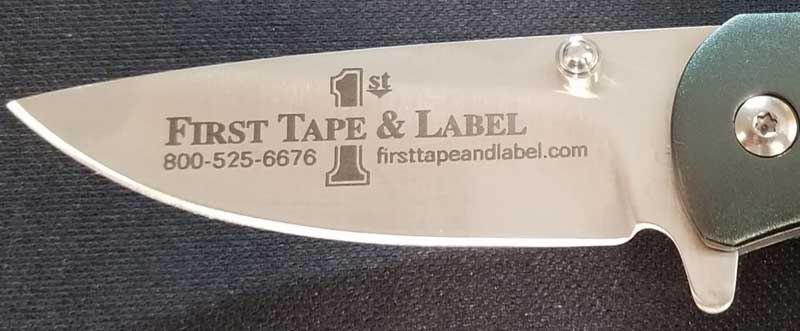 1st
FIRST TAPE & LABEL
800-525-6676 firsttapeandlabel.com